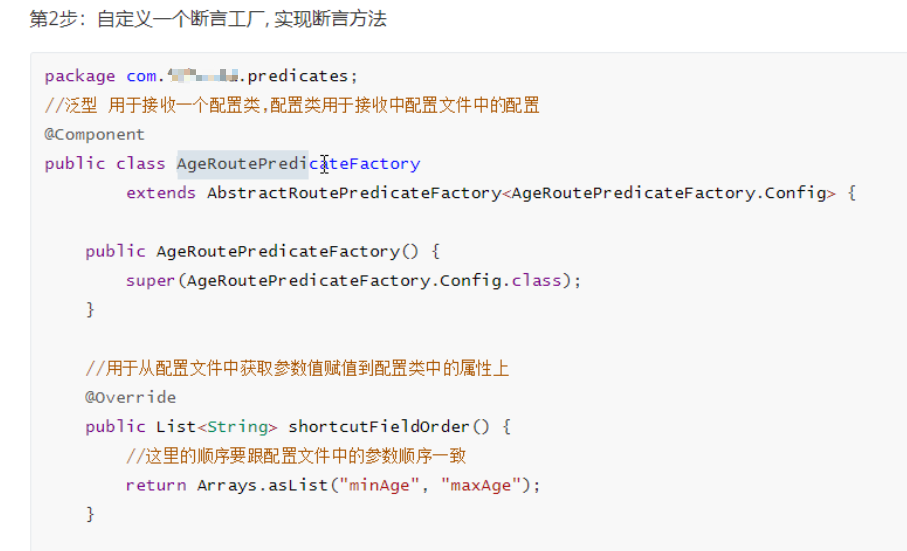 第2步：自定义一个断言工厂, 实现断言方法
package com. .predicates;
//泛型 用于接收一个配置类,配置类用于接收中配置文件中的配置
@Component
public class AgeRoutePredicateFactory
extends AbstractRoutePredicateFactory<AgeRoutePredicateFactory.Config> {
public AgeRoutePredicateFactory() {
super(AgeRoutePredicateFactory.Config.class);
}
//用于从配置文件中获取参数值赋值到配置类中的属性上
@Override
public List<String> shortcutFieldOrder() {
//这里的顺序要跟配置文件中的参数顺序一致
return Arrays.asList("minAge", "maxAge");
}